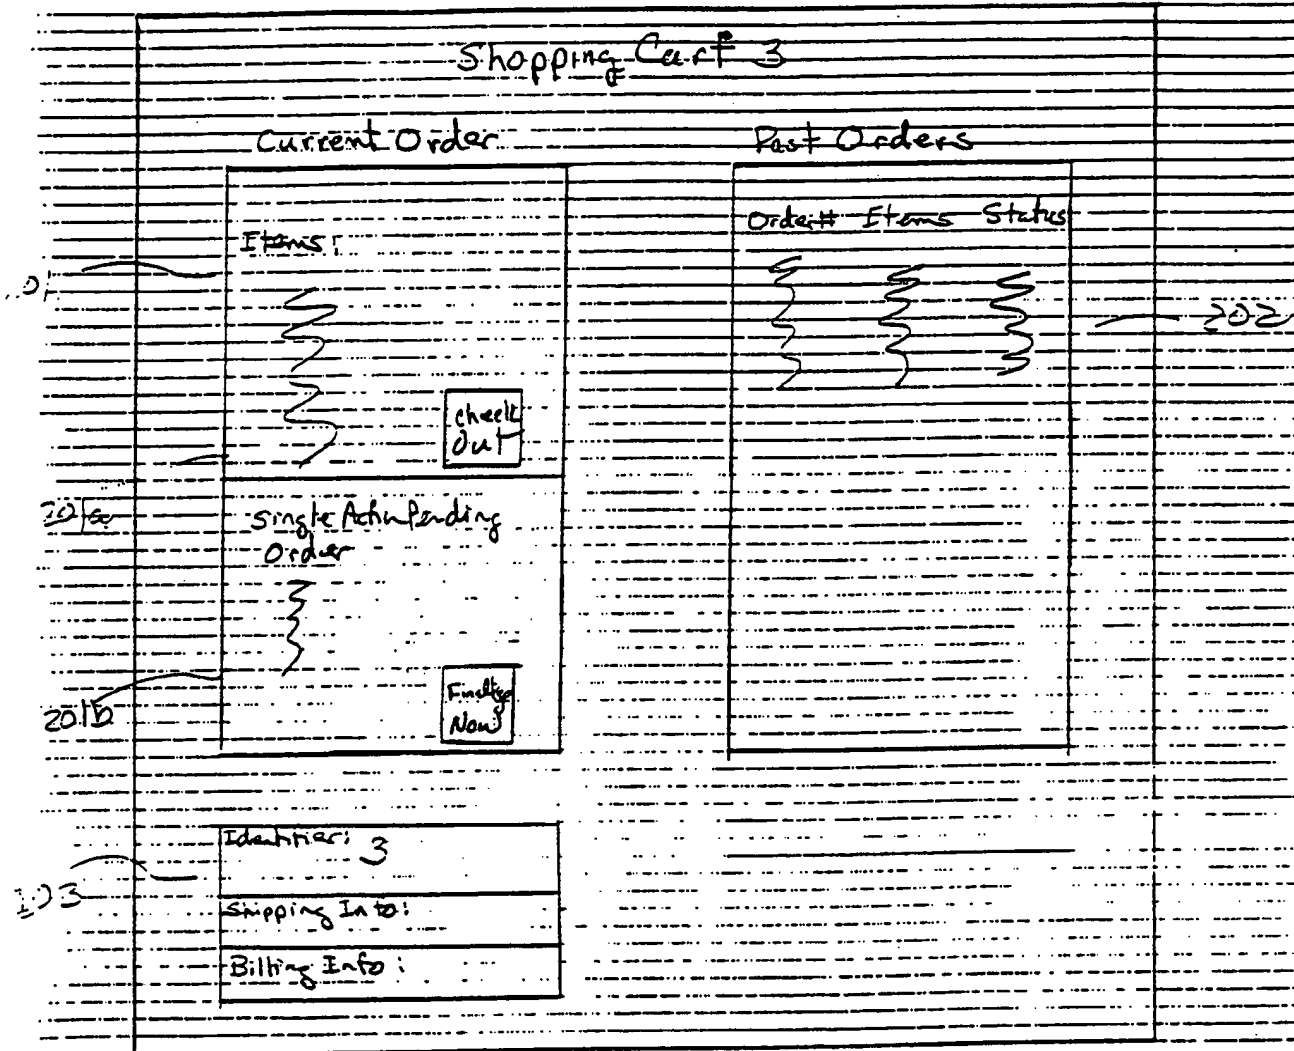 Shopping Cart 3
Current Order
Items:
Check
Out
201a
Single Action Pending
Order
201b
Finalize
Now
Past Orders
Order# Items Status
202
Identifier: 3
Shipping Info:
Billing Info: